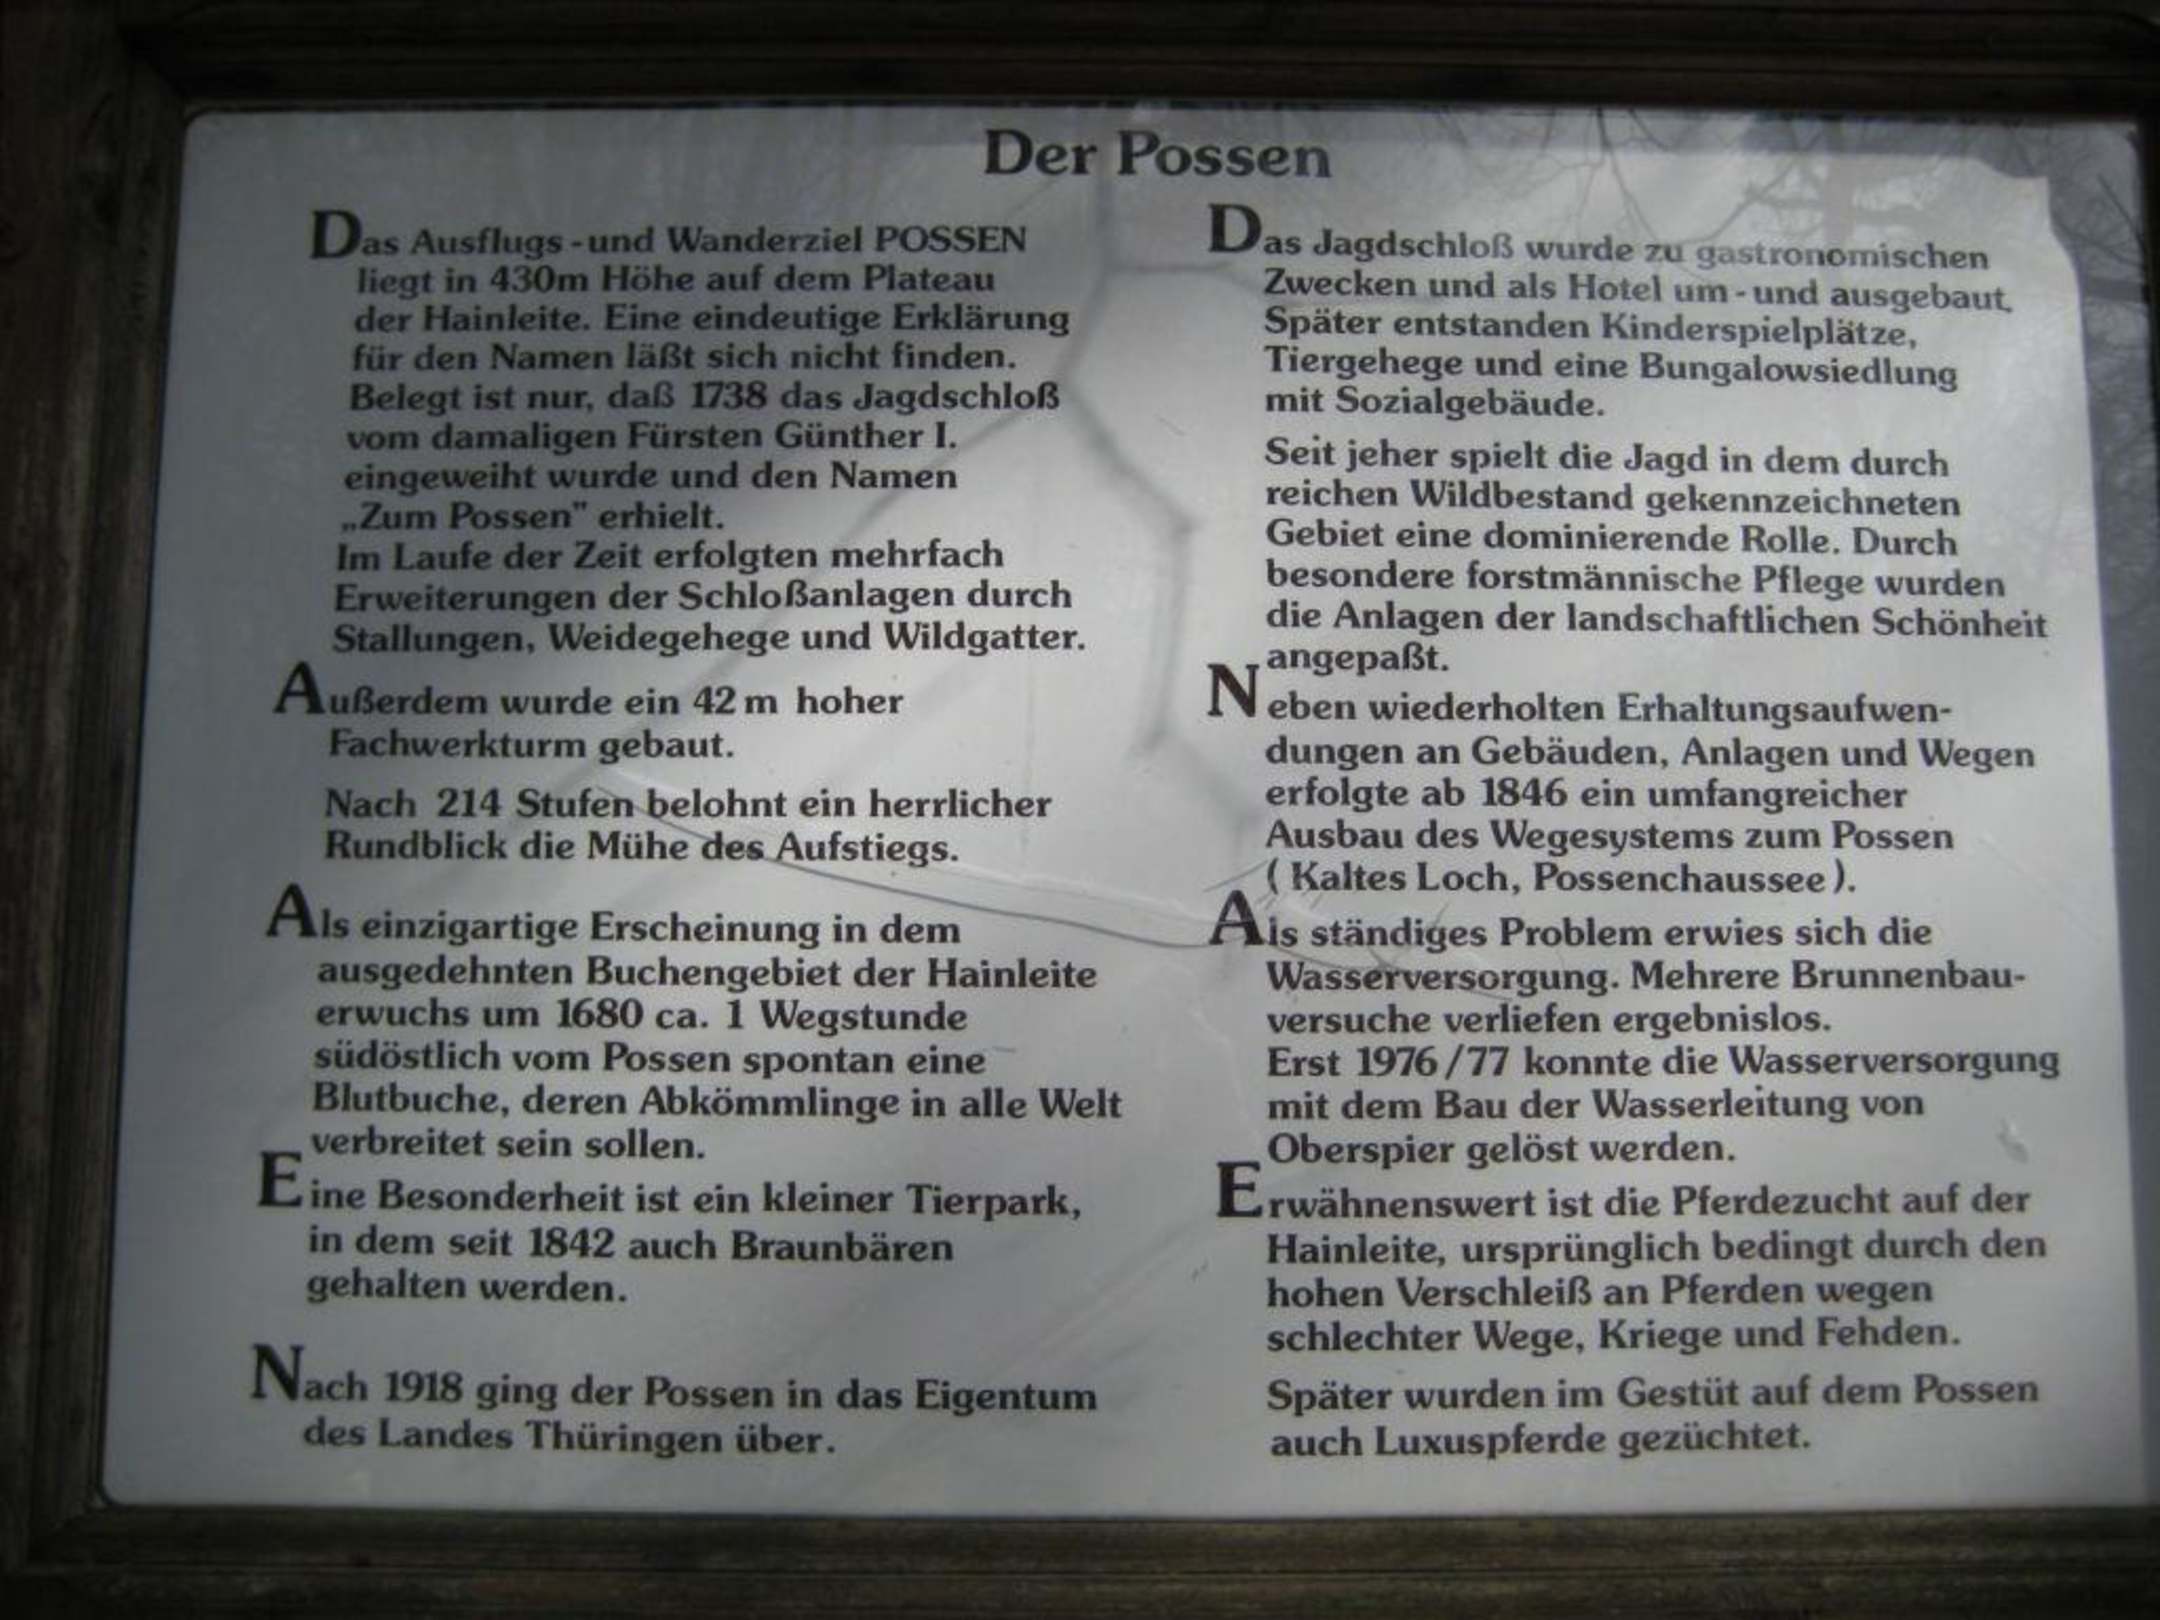 Der Possen
Das Ausflugs-und Wanderziel POSSEN
liegt in 430m Höhe auf dem Plateau
der Hainleite. Eine eindeutige Erklärung
für den Namen läßt sich nicht finden.
Belegt ist nur, daß 1738 das Jagdschloß
vom damaligen Fürsten Günther I.
eingeweiht wurde und den Namen
„Zum Possen" erhielt.
Im Laufe der Zeit erfolgten mehrfach
Erweiterungen der Schloßanlagen durch
Stallungen, Weidegehege und Wildgatter.
Außerdem wurde ein 42 m hoher
Fachwerkturm gebaut.
Nach 214 Stufen belohnt ein herrlicher
Rundblick die Mühe des Aufstiegs.
Als einzigartige Erscheinung in dem
ausgedehnten Buchengebiet der Hainleite
erwuchs um 1680 ca. 1 Wegstunde
südöstlich vom Possen spontan eine
Blutbuche, deren Abkömmlinge in alle Welt
verbreitet sein sollen.
Eine Besonderheit ist ein kleiner Tierpark,
in dem seit 1842 auch Braunbären
gehalten werden.
Nach 1918 ging der Possen in das Eigentum
des Landes Thüringen über.
Das Jagdschloß wurde zu gastronomischen
Zwecken und als Hotel um-und ausgebaut.
Später entstanden Kinderspielplätze,
Tiergehege und eine Bungalowsiedlung
mit Sozialgebäude.
Seit jeher spielt die Jagd in dem durch
reichen Wildbestand gekennzeichneten
Gebiet eine dominierende Rolle. Durch
besondere forstmännische Pflege wurden
die Anlagen der landschaftlichen Schönheit
angepaßt.
Neben wiederholten Erhaltungsaufwen-
dungen an Gebäuden, Anlagen und Wegen
erfolgte ab 1846 ein umfangreicher
Ausbau des Wegesystems zum Possen
(Kaltes Loch, Possenchaussee).
Als ständiges Problem erwies sich die
Wasserversorgung. Mehrere Brunnenbau-
versuche verliefen ergebnislos.
Erst 1976/77 konnte die Wasserversorgung
mit dem Bau der Wasserleitung von
Oberspier gelöst werden.
Erwähnenswert ist die Pferdezucht auf der
Hainleite, ursprünglich bedingt durch den
hohen Verschleiß an Pferden wegen
schlechter Wege, Kriege und Fehden.
Später wurden im Gestüt auf dem Possen
auch Luxuspferde gezüchtet.